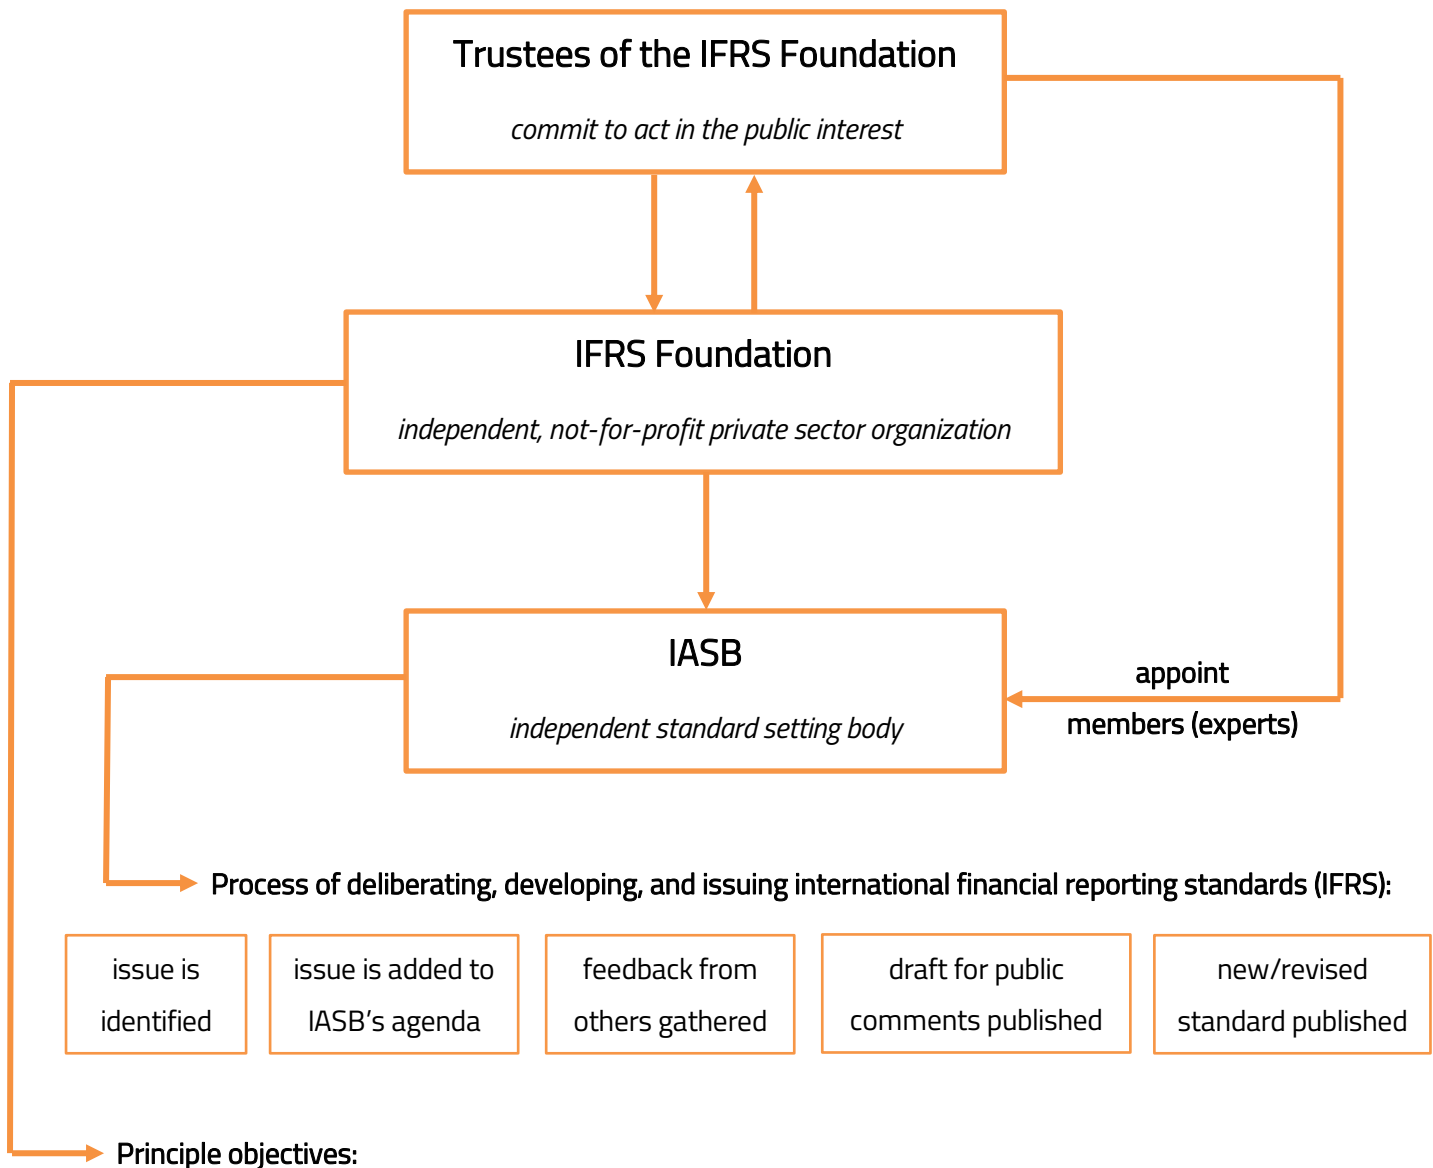 Trustees of the IFRS Foundation
commit to act in the public interest
IFRS Foundation
independent, not-for-profit private sector organization
IASB
independent standard setting body
appoint
members (experts)
Process of deliberating, developing, and issuing international financial reporting standards (IFRS):
issue is
identified
issue is added to
IASB's agenda
feedback from
others gathered
draft for public
comments published
new/revised
standard published
Principle objectives: